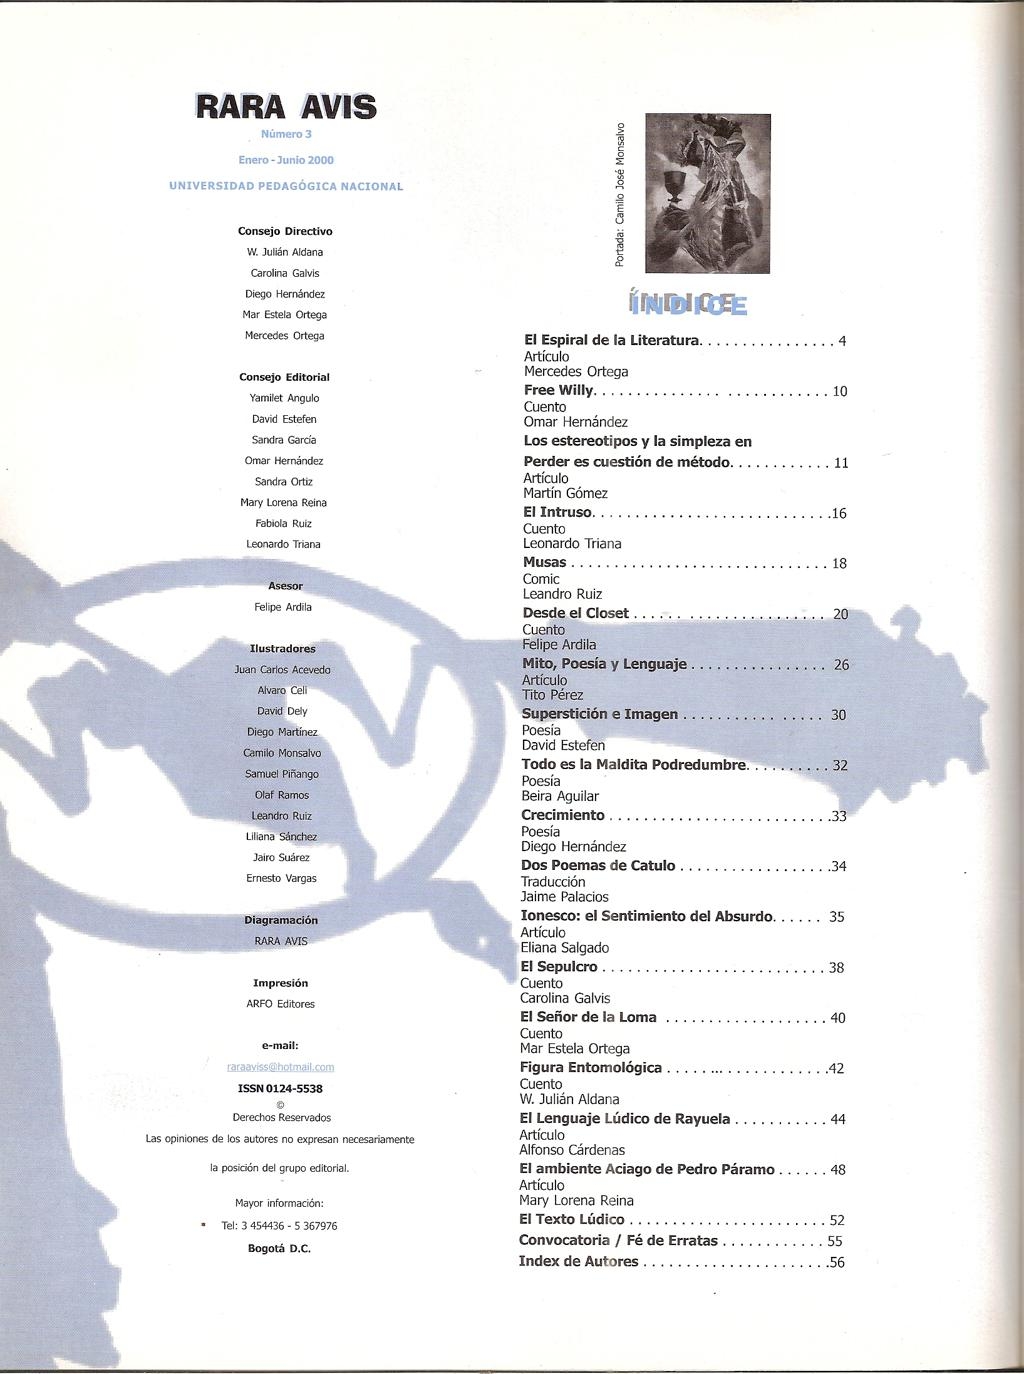 RARA AVIS
Número 3
Enero - Junio 2000
UNIVERSIDAD PEDAGÓGICA NACIONAL
Consejo Directivo
W. Julián Aldana
Carolina Galvis
Diego Hernández
Mar Estela Ortega
Mercedes Ortega
Consejo Editorial
Yamilet Angulo
David Estefen
Sandra García
Omar Hernández
Sandra Ortiz
Mary Lorena Reina
Fabiola Ruiz
Leonardo Triana
Asesor
Felipe Ardila
Ilustradores
Juan Carlos Acevedo
Alvaro Celi
David Dely
Diego Martínez
Camilo Monsalvo
Samuel Piñango
Olaf Ramos
Leandro Ruiz
Liliana Sánchez
Jairo Suárez
Ernesto Vargas
Diagramación
RARA AVIS
Impresión
ARFO Editores
e-mail:
raraaviss@hotmail.com
ISSN 0124-5538
©
Derechos Reservados
Las opiniones de los autores no expresan necesariamente
la posición del grupo editorial.
Mayor información:
Tel: 3 454436 - 5 367976
Bogotá D.C.
Portada: Camilo José Monsalvo
ÍNDICE
El Espiral de la Literatura. . . . . . . . . . . . . . . . 4
Artículo
Mercedes Ortega
Free Willy. . . . . . . . . . . . . . . . . . . . . . . . . . . 10
Cuento
Omar Hernández
Los estereotipos y la simpleza en
Perder es cuestión de método. . . . . . . . . . . . 11
Artículo
Martín Gómez
El Intruso. . . . . . . . . . . . . . . . . . . . . . . . . . . .16
Cuento
Leonardo Triana
Musas . . . . . . . . . . . . . . . . . . . . . . . . . . . . . . 18
Comic
Leandro Ruiz
Desde el Closet . . . . . . . . . . . . . . . . . . . . . . 20
Cuento
Felipe Ardila
Mito, Poesía y Lenguaje . . . . . . . . . . . . . . . . 26
Artículo
Tito Pérez
Superstición e Imagen . . . . . . . . . . . . . . . . 30
Poesía
David Estefen
Todo es la Maldita Podredumbre. . . . . . . . . . 32
Poesía
Beira Aguilar
Crecimiento . . . . . . . . . . . . . . . . . . . . . . . . . .33
Poesía
Diego Hernández
Dos Poemas de Catulo . . . . . . . . . . . . . . . . . .34
Traducción
Jaime Palacios
Ionesco: el Sentimiento del Absurdo. . . . . . 35
Artículo
Eliana Salgado
El Sepulcro . . . . . . . . . . . . . . . . . . . . . . . . . . 38
Cuento
Carolina Galvis
El Señor de la Loma . . . . . . . . . . . . . . . . . . . 40
Cuento
Mar Estela Ortega
Figura Entomológica . . . . . . . . . . . . . . . . . . .42
Cuento
W. Julián Aldana
El Lenguaje Lúdico de Rayuela . . . . . . . . . . . 44
Artículo
Alfonso Cárdenas
El ambiente Aciago de Pedro Páramo . . . . . . 48
Artículo
Mary Lorena Reina
El Texto Lúdico . . . . . . . . . . . . . . . . . . . . . . . 52
Convocatoria / Fé de Erratas . . . . . . . . . . . . 55
Index de Autores . . . . . . . . . . . . . . . . . . . . . .56